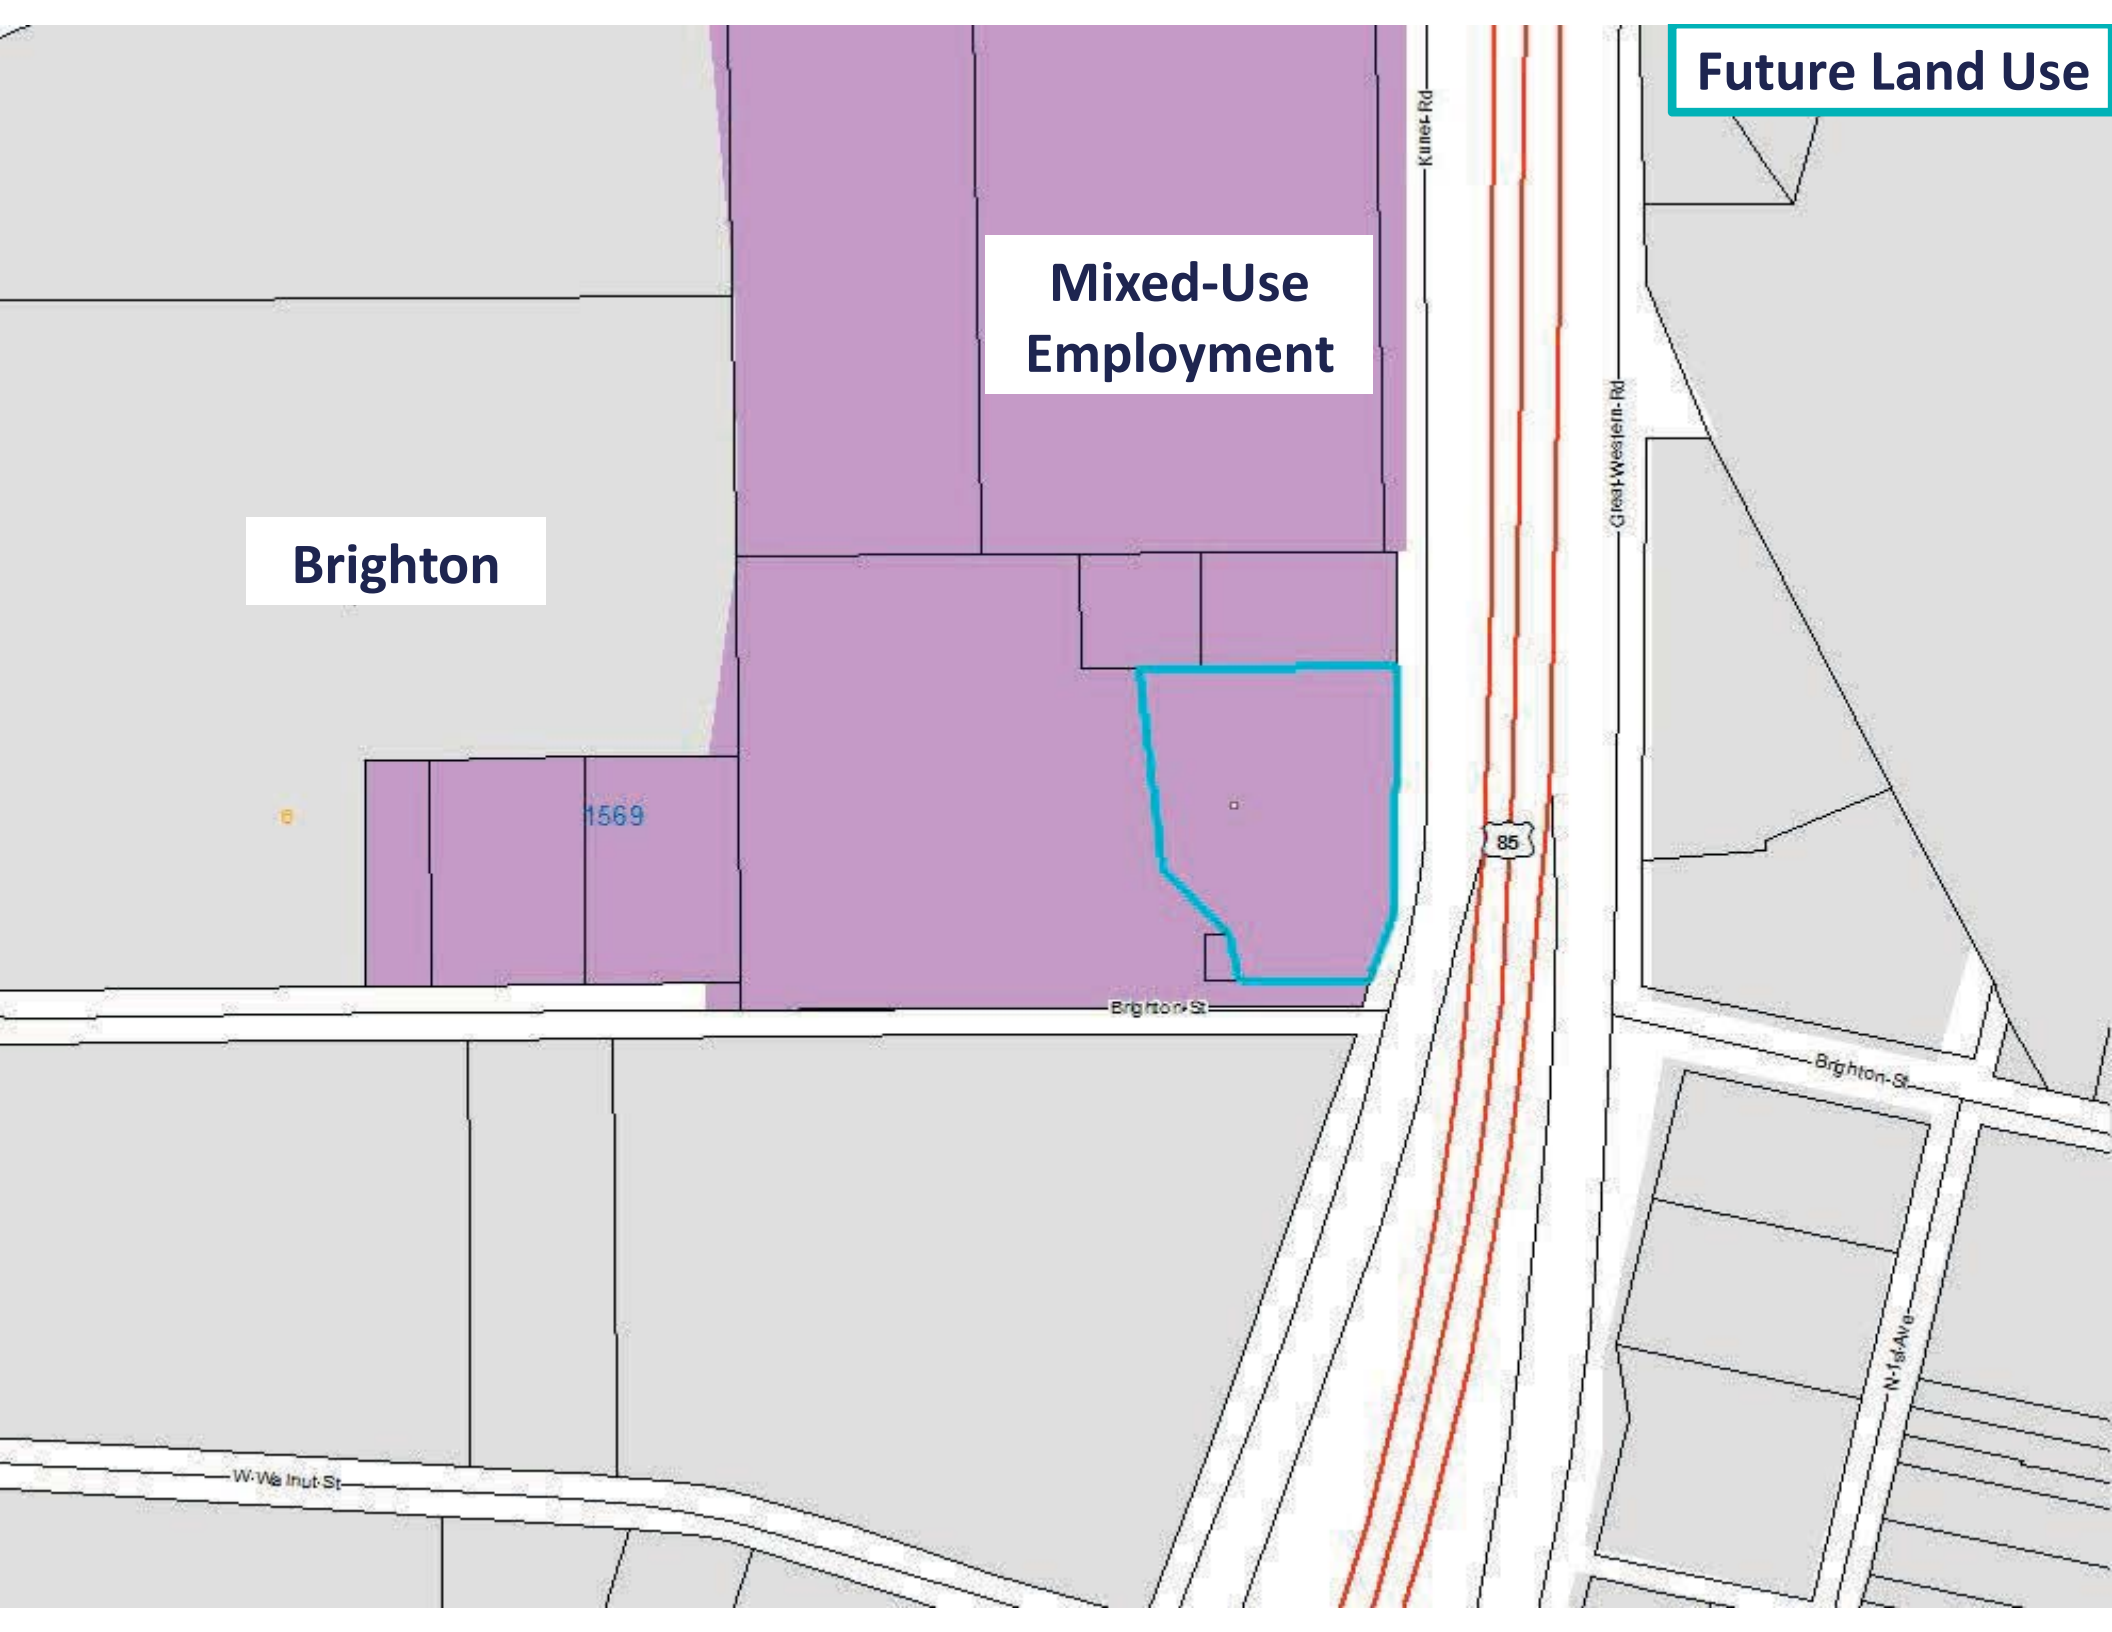 Future Land Use
Kuner Rd
Mixed-Use
Employment
Great Western Rd
Brighton
6
1569
85
Brighton St
Brighton St
N 1st Ave
W Walnut St